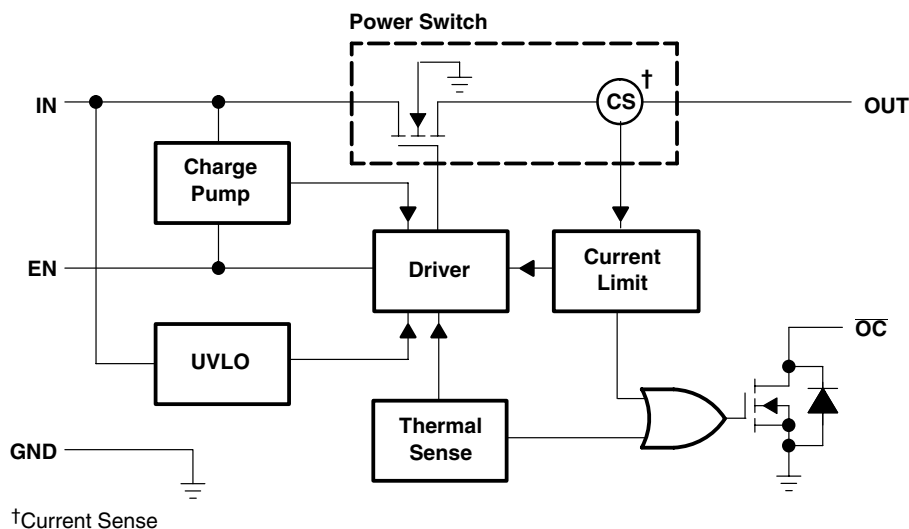 Power Switch
†
IN
CS
OUT
Charge
Pump
EN
Driver
Current
Limit
UVLO
OC
Thermal
Sense
GND
†Current Sense